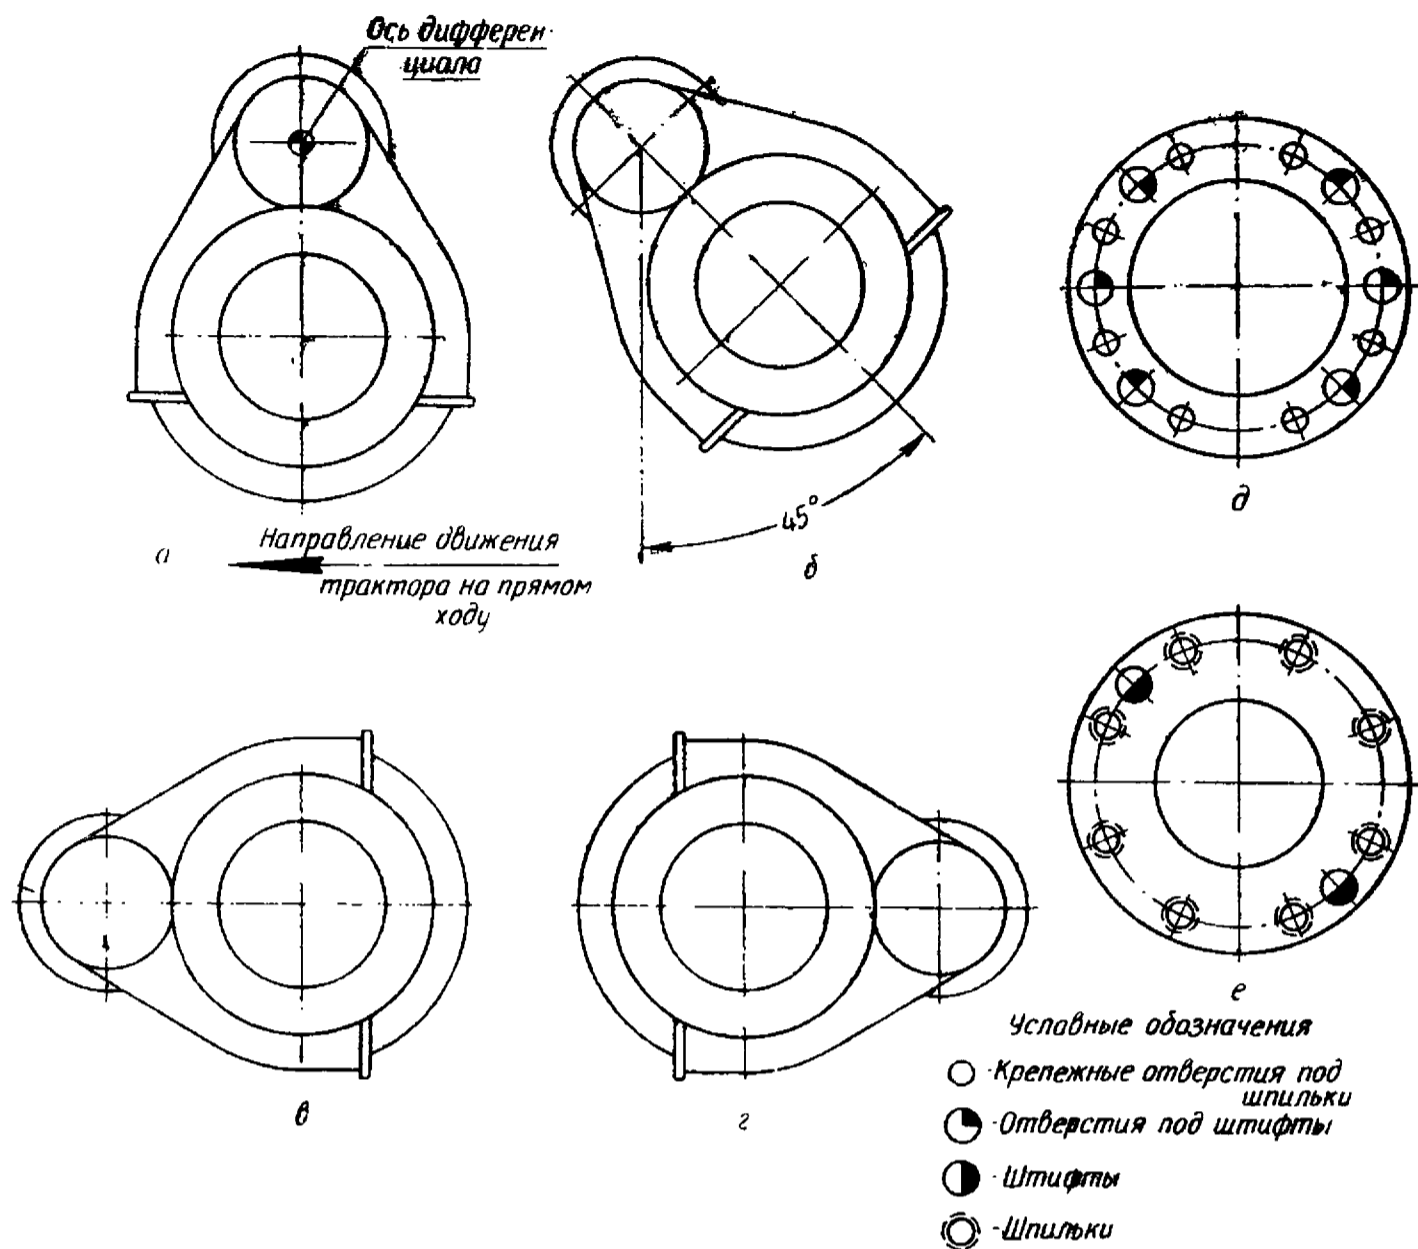 Ось дифферен-
циала
д
45°
а
Направление движения
трактора на прямом
ходу
б
е
Условные обозначения
- Крепежные отверстия под
шпильки
- Отверстия под штифты
- Штифты
- Шпильки
в
г